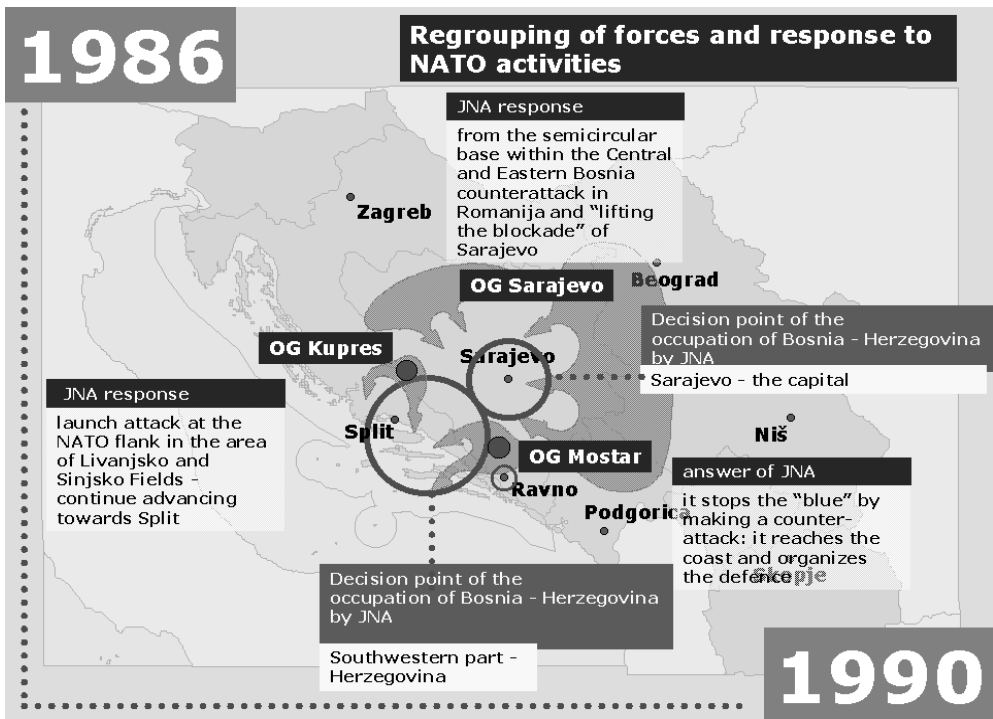 1986
Regrouping of forces and response to
NATO activities
JNA response
from the semicircular
base within the Central
and Eastern Bosnia
counterattack in
Romanija and “lifting
the blockade” of
Sarajevo
Zagreb
OG Sarajevo
Beograd
Decision point of the
occupation of Bosnia - Herzegovina
by JNA
Sarajevo - the capital
OG Kupres
Sarajevo
JNA response
launch attack at the
NATO flank in the area
of Livanjsko and
Sinjsko Fields -
continue advancing
towards Split
Split
Niš
OG Mostar
Ravno
Podgorica
answer of JNA
it stops the “blue” by
making a counter-
attack: it reaches the
coast and organizes
the defence
Skopje
Decision point of the
occupation of Bosnia - Herzegovina
by JNA
Southwestern part -
Herzegovina
1990